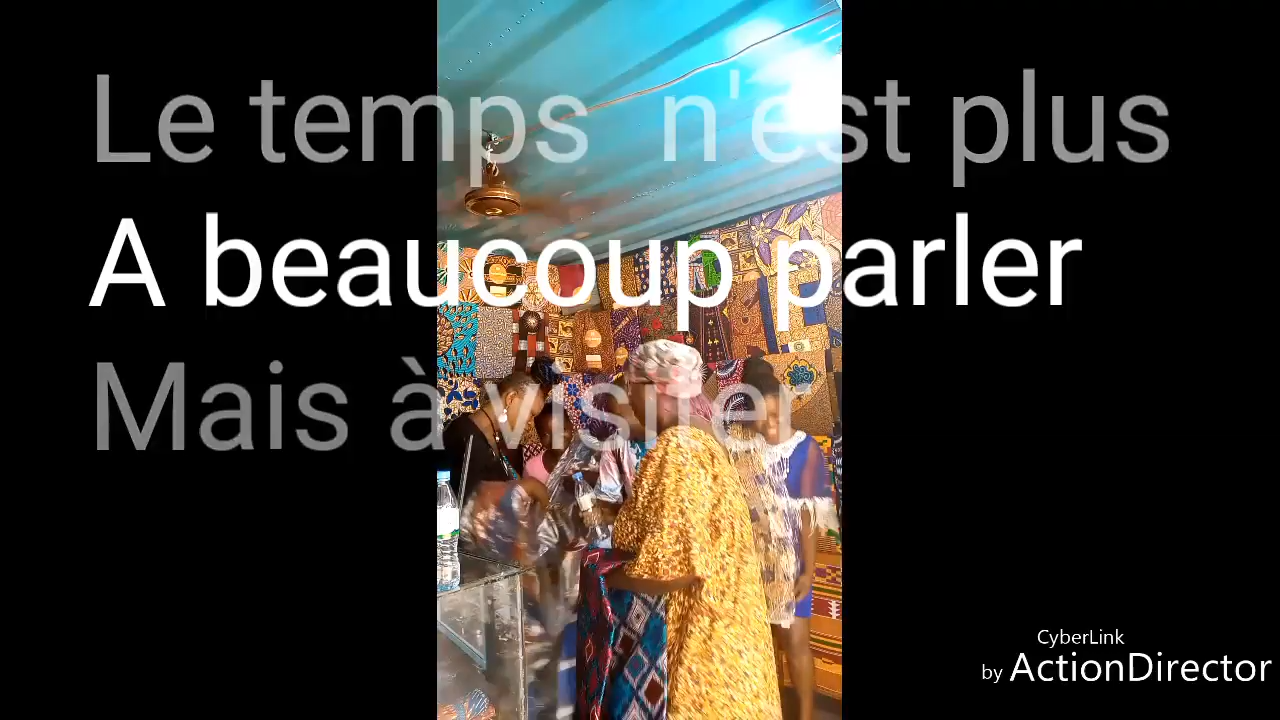 Le temps n'est plus
A beaucoup parler
Mais à visiter
CyberLink
by ActionDirector